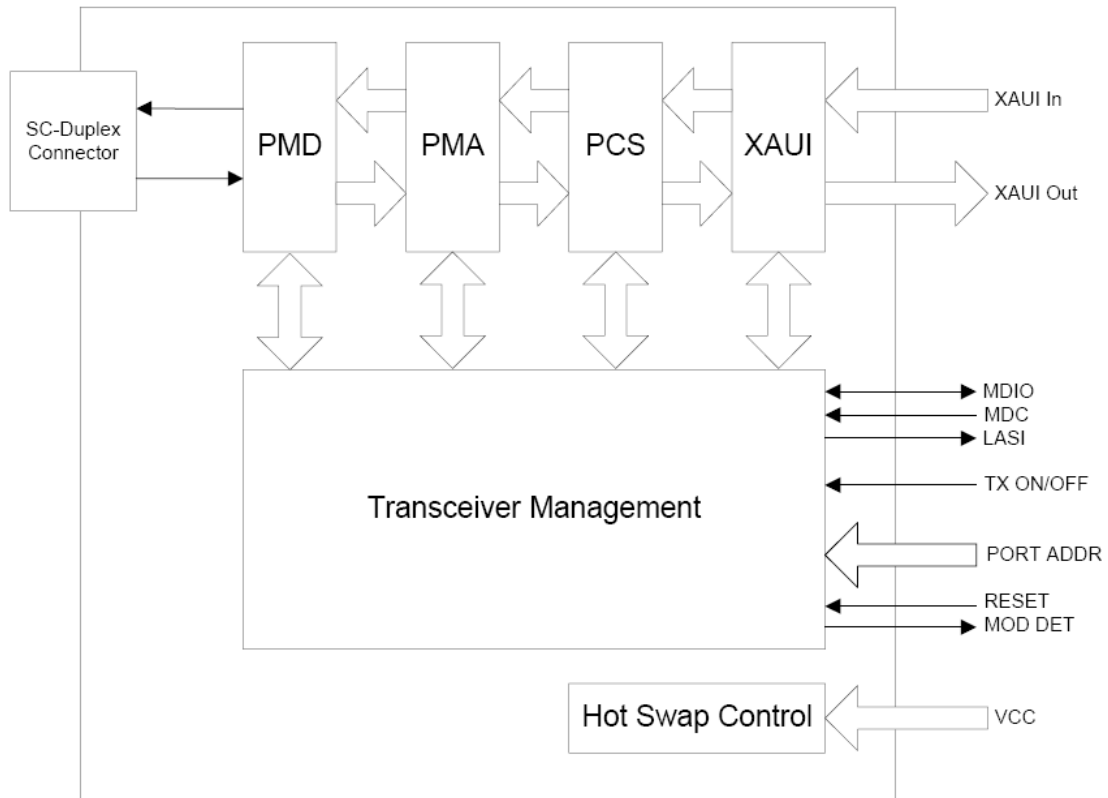 SC-Duplex
Connector
PMD
PMA
PCS
XAUI
XAUI In
XAUI Out
Transceiver Management
MDIO
MDC
LASI
TX ON/OFF
PORT ADDR
RESET
MOD DET
Hot Swap Control
VCC